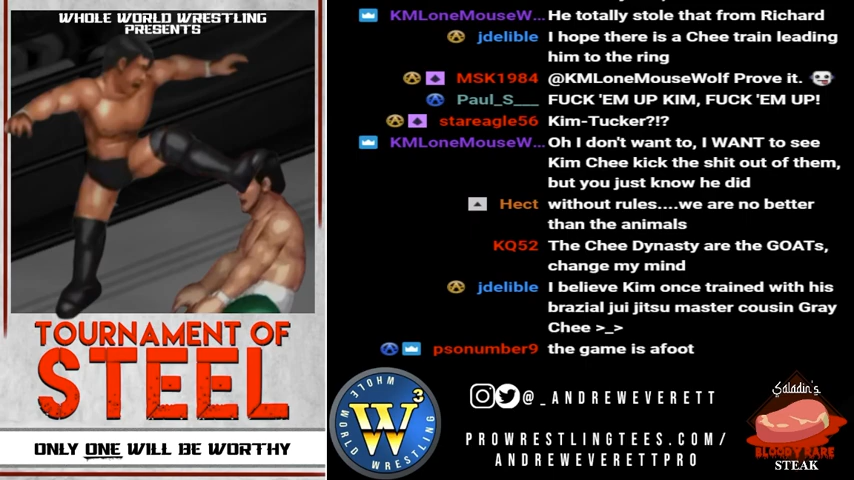 WHOLE WORLD WRESTLING
PRESENTS
TOURNAMENT OF
STEEL
ONLY ONE WILL BE WORTHY
KMLoneMouseW... He totally stole that from Richard
jdelible I hope there is a Chee train leading
him to the ring
MSK1984 @KMLoneMouseWolf Prove it.
Paul_S___ FUCK 'EM UP KIM, FUCK 'EM UP!
stareagle56 Kim-Tucker?!?
KMLoneMouseW... Oh I don't want to, I WANT to see
Kim Chee kick the shit out of them,
but you just know he did
Hect without rules....we are no better
than the animals
KQ52 The Chee Dynasty are the GOATs,
change my mind
jdelible I believe Kim once trained with his
brazial jui jitsu master cousin Gray
Chee >_>
psonumber9 the game is afoot
WHOLE
W3
WORLD WRESTLING
@_ANDREWEVERETT
PROWRESTLINGTEES.COM/
ANDREWEVERETTPRO
Saladin's
BLOODY RARE
STEAK